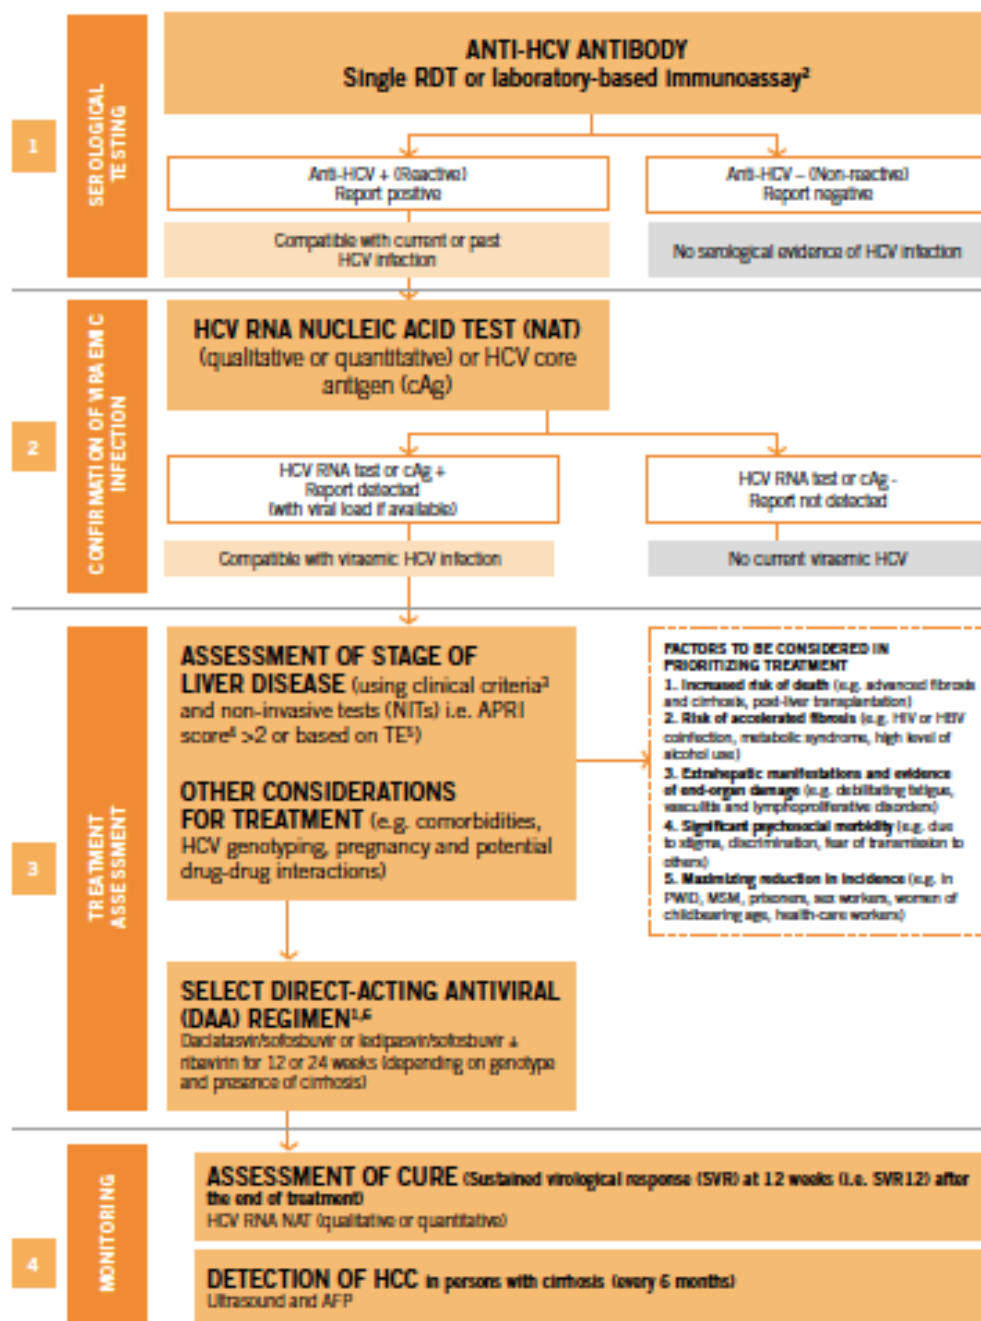 1
SEROLOGICAL
TESTING
ANTI-HCV ANTIBODY
Single RDT or laboratory-based immunoassay²
Anti-HCV + (Reactive)
Report positive
Anti-HCV – (Non-reactive)
Report negative
Compatible with current or past
HCV infection
No serological evidence of HCV infection
2
CONFIRMATION OF VIRAEMIC
INFECTION
HCV RNA NUCLEIC ACID TEST (NAT)
(qualitative or quantitative) or HCV core
antigen (cAg)
HCV RNA test or cAg +
Report detected
(with viral load if available)
HCV RNA test or cAg -
Report not detected
Compatible with viraemic HCV infection
No current viraemic HCV
3
TREATMENT
ASSESSMENT
ASSESSMENT OF STAGE OF
LIVER DISEASE (using clinical criteria³
and non-invasive tests (NITs) i.e. APRI
score⁴ >2 or based on TE⁵)
OTHER CONSIDERATIONS
FOR TREATMENT (e.g. comorbidities,
HCV genotyping, pregnancy and potential
drug-drug interactions)
FACTORS TO BE CONSIDERED IN
PRIORITIZING TREATMENT
1. Increased risk of death (e.g. advanced fibrosis
and cirrhosis, post-liver transplantation)
2. Risk of accelerated fibrosis (e.g. HIV or HBV
coinfection, metabolic syndrome, high level of
alcohol use)
3. Extrahepatic manifestations and evidence
of end-organ damage (e.g. debilitating fatigue,
vasculitis and lymphoproliferative disorders)
4. Significant psychosocial morbidity (e.g. due
to stigma, discrimination, fear of transmission to
others)
5. Maximizing reduction in incidence (e.g. in
PWID, MSM, prisoners, sex workers, women of
childbearing age, health-care workers)
SELECT DIRECT-ACTING ANTIVIRAL
(DAA) REGIMEN¹,⁶
Daclatasvir/sofosbuvir or ledipasvir/sofosbuvir ±
ribavirin for 12 or 24 weeks (depending on genotype
and presence of cirrhosis)
4
MONITORING
ASSESSMENT OF CURE (Sustained virological response (SVR) at 12 weeks (i.e. SVR12) after
the end of treatment)
HCV RNA NAT (qualitative or quantitative)
DETECTION OF HCC in persons with cirrhosis (every 6 months)
Ultrasound and AFP